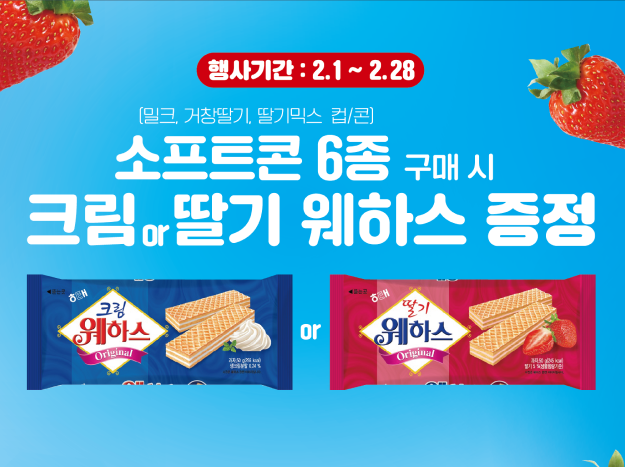 행사기간 : 2.1 ~ 2.28
(밀크, 거창딸기, 딸기믹스 컵/콘)
소프트콘 6종 구매 시
크림 or 딸기 웨하스 증정
해태
크림
웨하스
Original
or
해태
딸기
웨하스
Original